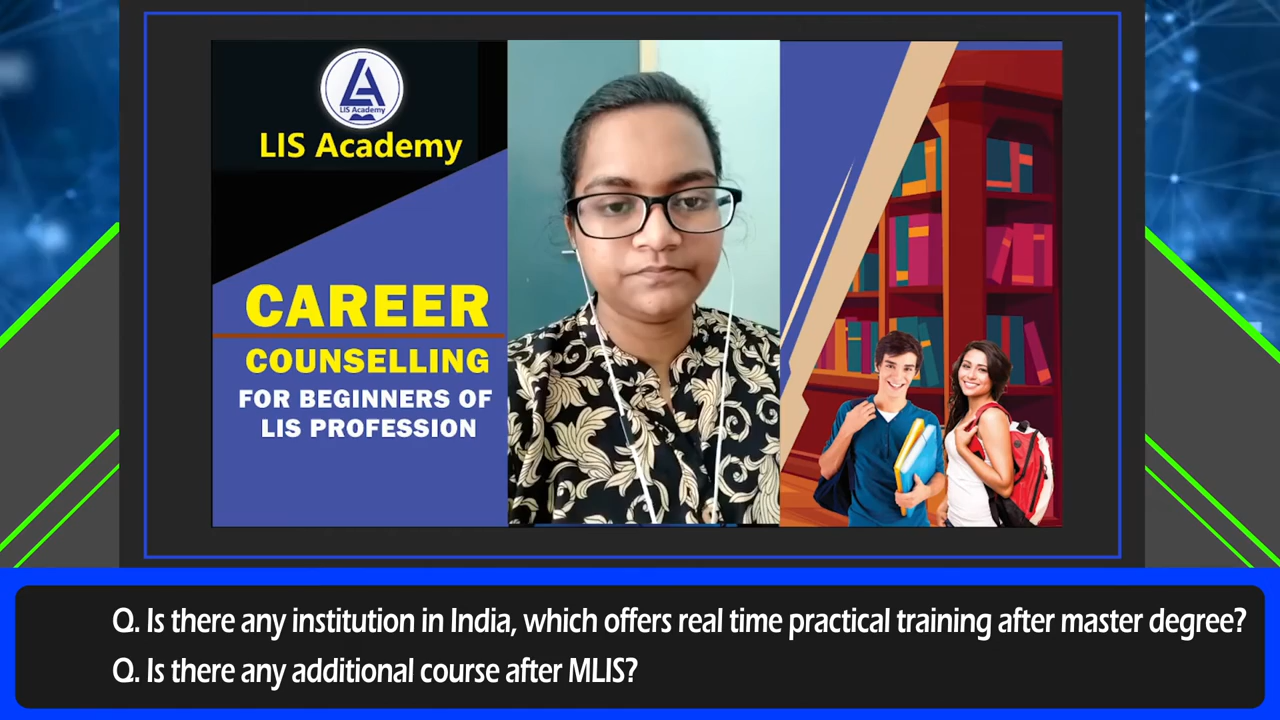 LIS Academy
LIS Academy
CAREER
COUNSELLING
FOR BEGINNERS OF
LIS PROFESSION
Q. Is there any institution in India, which offers real time practical training after master degree?
Q. Is there any additional course after MLIS?